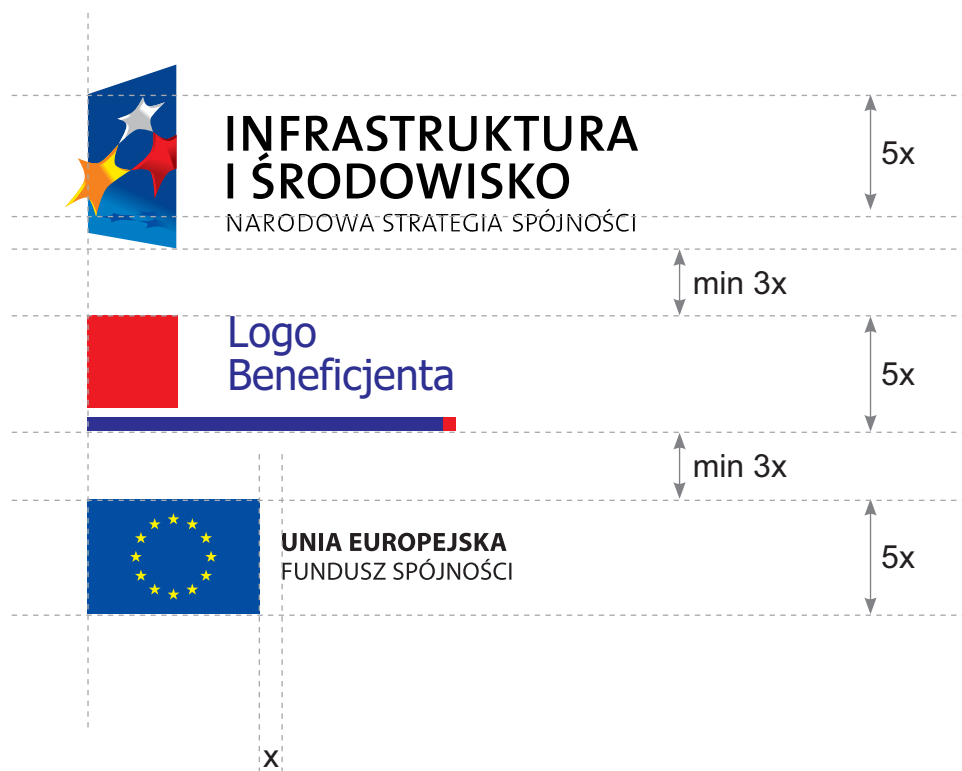 INFRASTRUKTURA
I ŚRODOWISKO
NARODOWA STRATEGIA SPÓJNOŚCI
5x
min 3x
Logo
Beneficjenta
5x
min 3x
UNIA EUROPEJSKA
FUNDUSZ SPÓJNOŚCI
5x
x